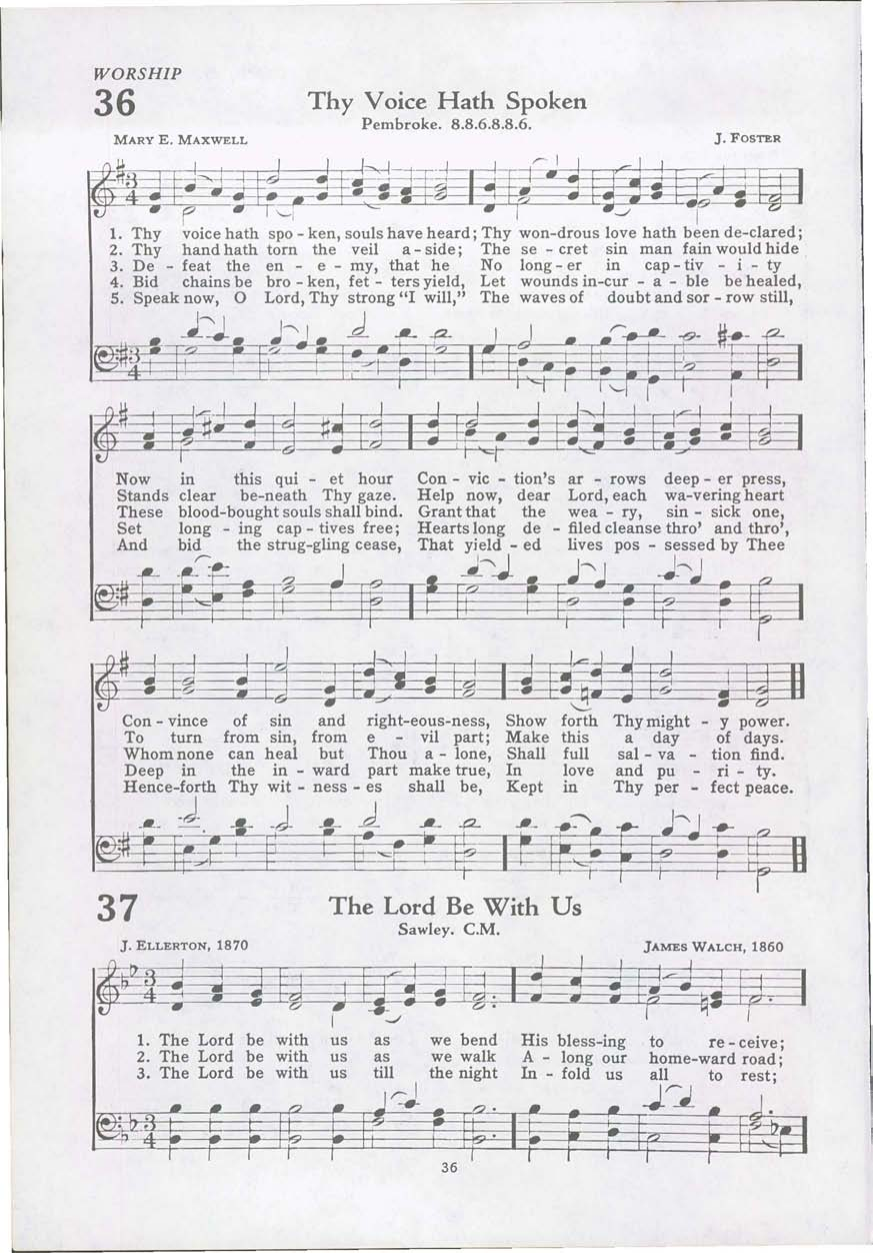 WORSHIP
36 Thy Voice Hath Spoken
Pembroke. 8.8.6.8.8.6.
MARY E. MAXWELL J. FOSTER
1. Thy voice hath spo - ken, souls have heard; Thy won-drous love hath been de-clared;
2. Thy hand hath torn the veil a - side; The se - cret sin man fain would hide
3. De - feat the en - e - my, that he No long - er in cap - tiv - i - ty
4. Bid chains be bro - ken, fet - ters yield, Let wounds in-cur - a - ble be healed,
5. Speak now, O Lord, Thy strong “I will,” The waves of doubt and sor - row still,
Now in this qui - et hour Con - vic - tion's ar - rows deep - er press,
Stands clear be-neath Thy gaze. Help now, dear Lord, each wa-vering heart
These blood-bought souls shall bind. Grant that the wea - ry, sin - sick one,
Set long - ing cap - tives free; Hearts long de - filed cleanse thro' and thro',
And bid the strug-gling cease, That yield - ed lives pos - sessed by Thee
Con - vince of sin and right-eous-ness, Show forth Thy might - y power.
To turn from sin, from e - vil part; Make this a day of days.
Whom none can heal but Thou a - lone, Shall full sal - va - tion find.
Deep in the in - ward part make true, In love and pu - ri - ty.
Hence-forth Thy wit - ness - es shall be, Kept in Thy per - fect peace.
37 The Lord Be With Us
Sawley. C.M.
J. ELLERTON, 1870 JAMES WALCH, 1860
1. The Lord be with us as we bend His bless-ing to re - ceive;
2. The Lord be with us as we walk A - long our home-ward road;
3. The Lord be with us till the night In - fold us all to rest;
36